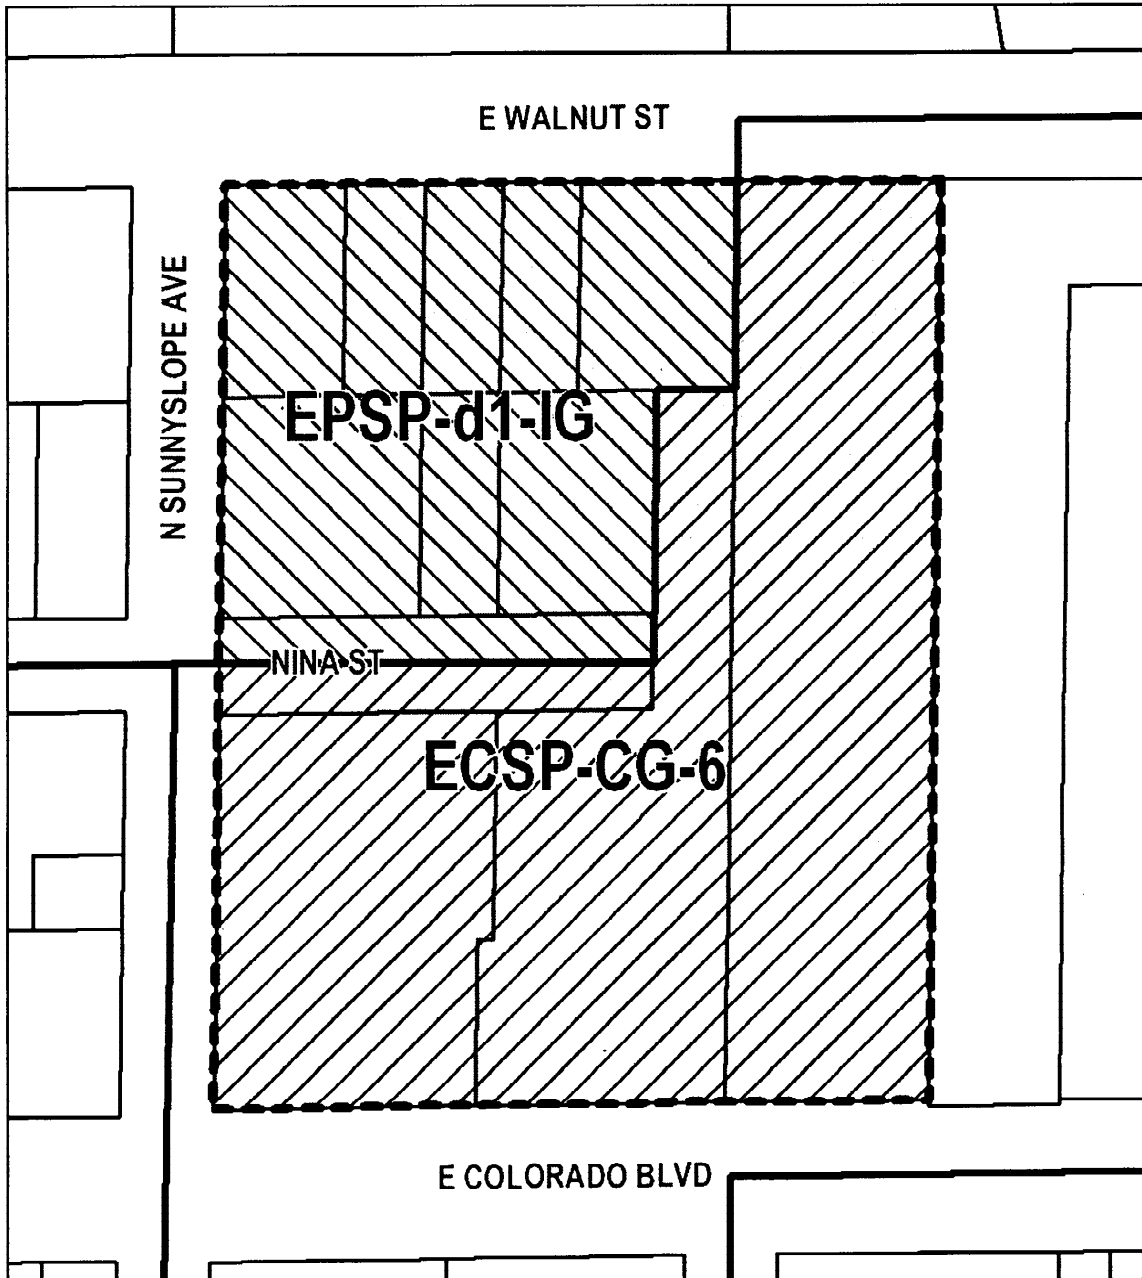 E WALNUT ST
N SUNNYSLOPE AVE
EPSP-d1-IG
NINA ST
ECSP-CG-6
E COLORADO BLVD